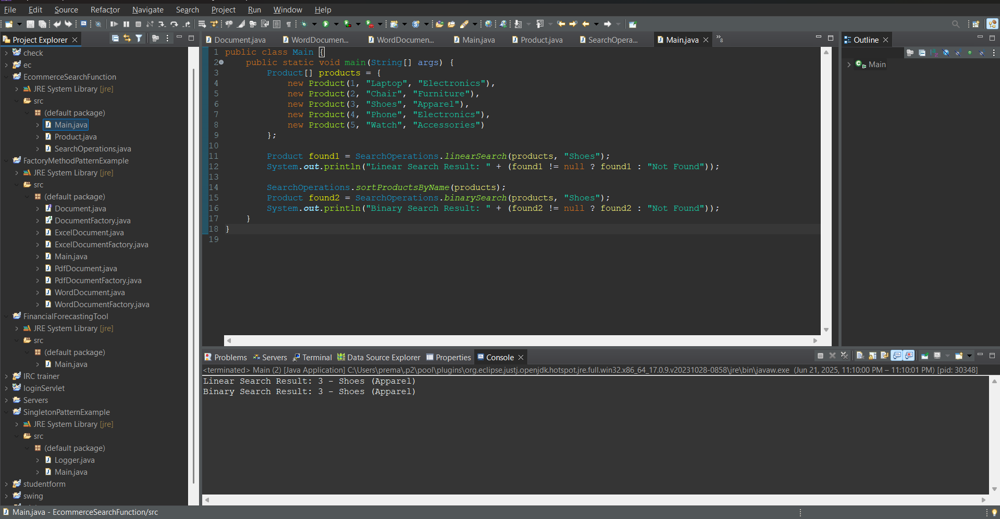 File Edit Source Refactor Navigate Search Project Run Window Help
Project Explorer
check
ec
EcommerceSearchFunction
JRE System Library [jre]
src
(default package)
Main.java
Product.java
SearchOperations.java
FactoryMethodPatternExample
JRE System Library [jre]
src
(default package)
Document.java
DocumentFactory.java
ExcelDocument.java
ExcelDocumentFactory.java
Main.java
PdfDocument.java
PdfDocumentFactory.java
WordDocument.java
WordDocumentFactory.java
FinancialForecastingTool
JRE System Library [jre]
src
(default package)
Main.java
IRC trainer
loginServlet
Servers
SingletonPatternExample
JRE System Library [jre]
src
(default package)
Logger.java
Main.java
studentform
swing
Document.java WordDocumen... WordDocumen... Main.java Product.java SearchOpera... Main.java »8
1 public class Main {
2 public static void main(String[] args) {
3 Product[] products = {
4 new Product(1, "Laptop", "Electronics"),
5 new Product(2, "Chair", "Furniture"),
6 new Product(3, "Shoes", "Apparel"),
7 new Product(4, "Phone", "Electronics"),
8 new Product(5, "Watch", "Accessories")
9 };
10
11 Product found1 = SearchOperations.linearSearch(products, "Shoes");
12 System.out.println("Linear Search Result: " + (found1 != null ? found1 : "Not Found"));
13
14 SearchOperations.sortProductsByName(products);
15 Product found2 = SearchOperations.binarySearch(products, "Shoes");
16 System.out.println("Binary Search Result: " + (found2 != null ? found2 : "Not Found"));
17 }
18 }
19
Outline
Main
Problems Servers Terminal Data Source Explorer Properties Console
<terminated> Main (2) [Java Application] C:\Users\prema\.p2\pool\plugins\org.eclipse.justj.openjdk.hotspot.jre.full.win32.x86_64_17.0.9.v20231028-0858\jre\bin\javaw.exe (Jun 21, 2025, 11:10:00 PM – 11:10:01 PM) [pid: 30348]
Linear Search Result: 3 - Shoes (Apparel)
Binary Search Result: 3 - Shoes (Apparel)
Main.java - EcommerceSearchFunction/src